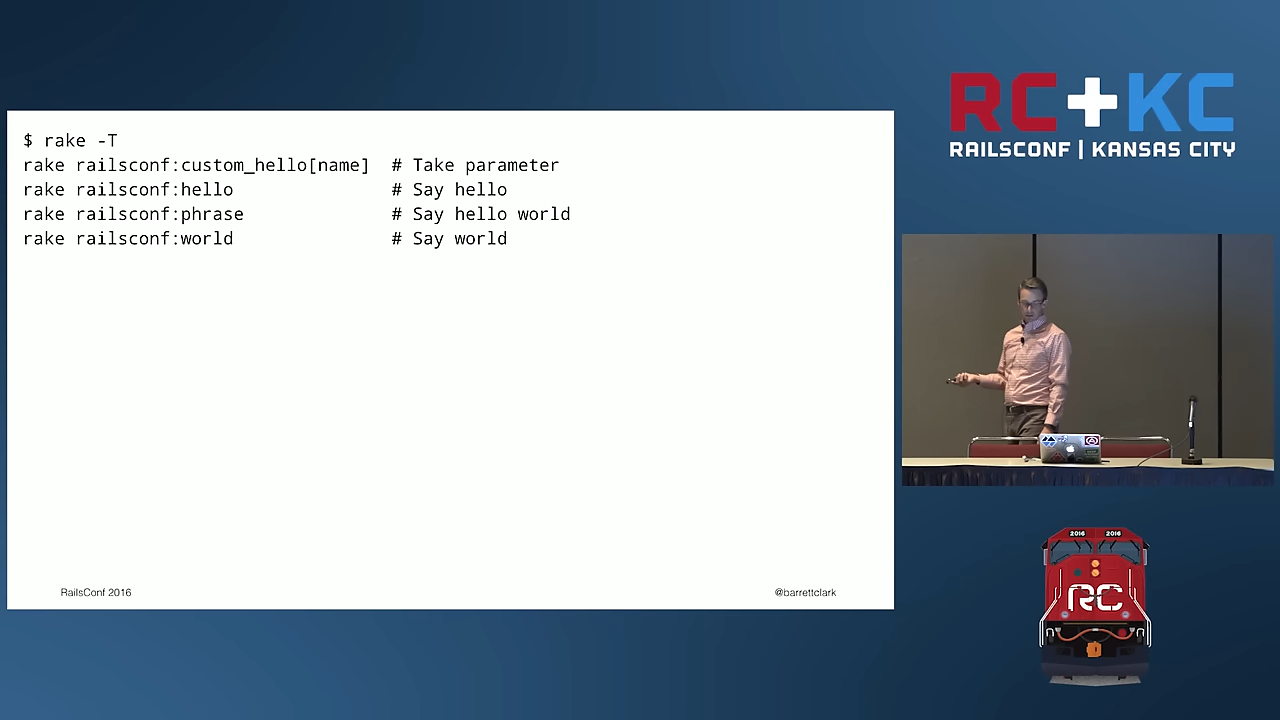 $ rake -T
rake railsconf:custom_hello[name]  # Take parameter
rake railsconf:hello               # Say hello
rake railsconf:phrase              # Say hello world
rake railsconf:world               # Say world
RailsConf 2016
@barrettclark
RC+KC
RAILSCONF | KANSAS CITY
2016 2016
RC